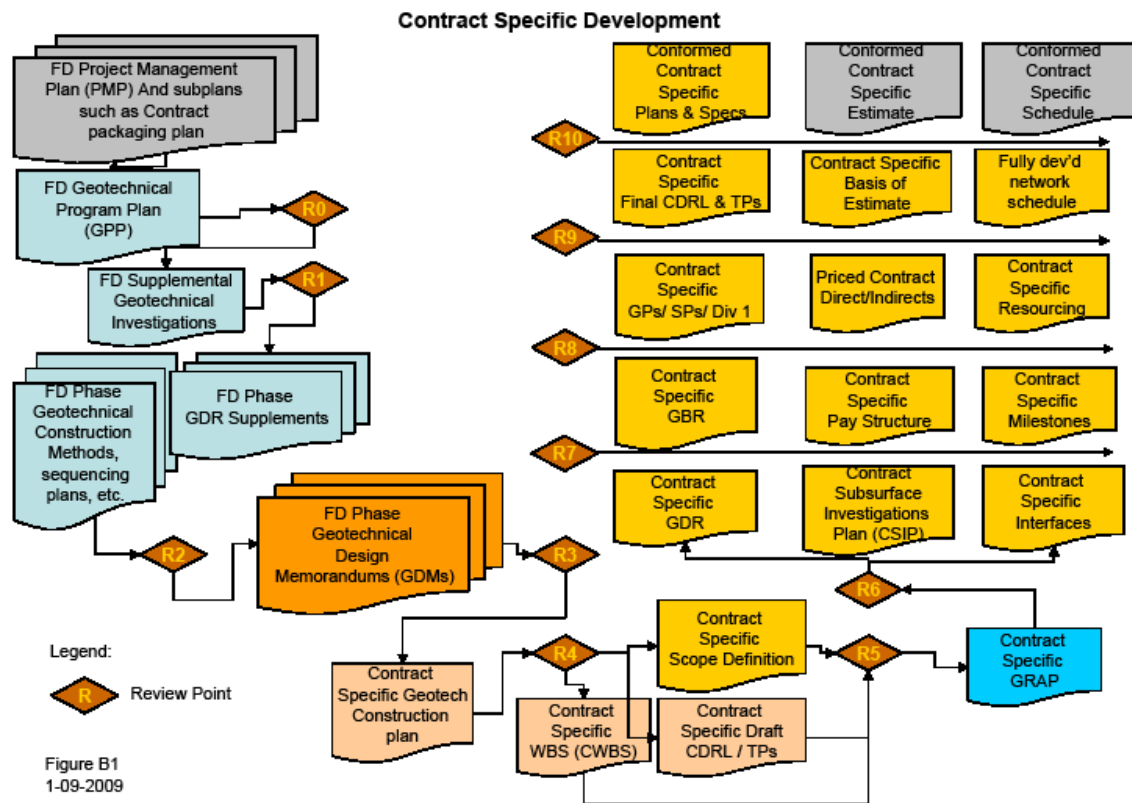 Contract Specific Development
FD Project Management
Plan (PMP) And subplans
such as Contract
packaging plan
FD Geotechnical
Program Plan
(GPP)
R0
FD Supplemental
Geotechnical
Investigations
R1
FD Phase
Geotechnical
Construction
Methods,
sequencing
plans, etc.
FD Phase
GDR Supplements
R2
FD Phase
Geotechnical
Design
Memorandums (GDMs)
R3
Contract
Specific Geotech
Construction
plan
R4
Contract
Specific
WBS (CWBS)
Contract
Specific
Scope Definition
Contract
Specific Draft
CDRL / TPs
R5
Contract
Specific
GRAP
R6
Contract
Specific
GDR
Contract
Subsurface
Investigations
Plan (CSIP)
Contract
Specific
Interfaces
R7
Contract
Specific
GBR
Contract
Specific
Pay Structure
Contract
Specific
Milestones
R8
Contract
Specific
GPs/ SPs/ Div 1
Priced Contract
Direct/Indirects
Contract
Specific
Resourcing
R9
Contract
Specific
Final CDRL & TPs
Contract Specific
Basis of
Estimate
Fully dev'd
network
schedule
R10
Conformed
Contract
Specific
Plans & Specs
Conformed
Contract
Specific
Estimate
Conformed
Contract
Specific
Schedule
Legend:
R
Review Point
Figure B1
1-09-2009